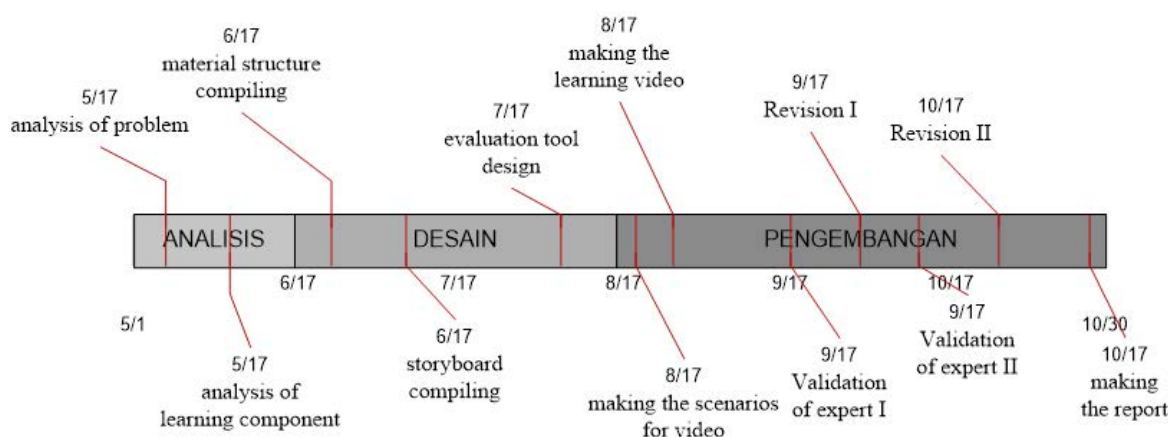 8/17
making the
learning video
6/17
material structure
compiling
9/17
Revision I
10/17
Revision II
5/17
analysis of problem
7/17
evaluation tool
design
ANALISIS
DESAIN
PENGEMBANGAN
6/17
7/17
8/17
9/17
10/17
5/1
10/30
5/17
analysis of
learning component
6/17
storyboard
compiling
8/17
making the scenarios
for video
9/17
Validation
of expert I
9/17
Validation
of expert II
10/17
making
the report